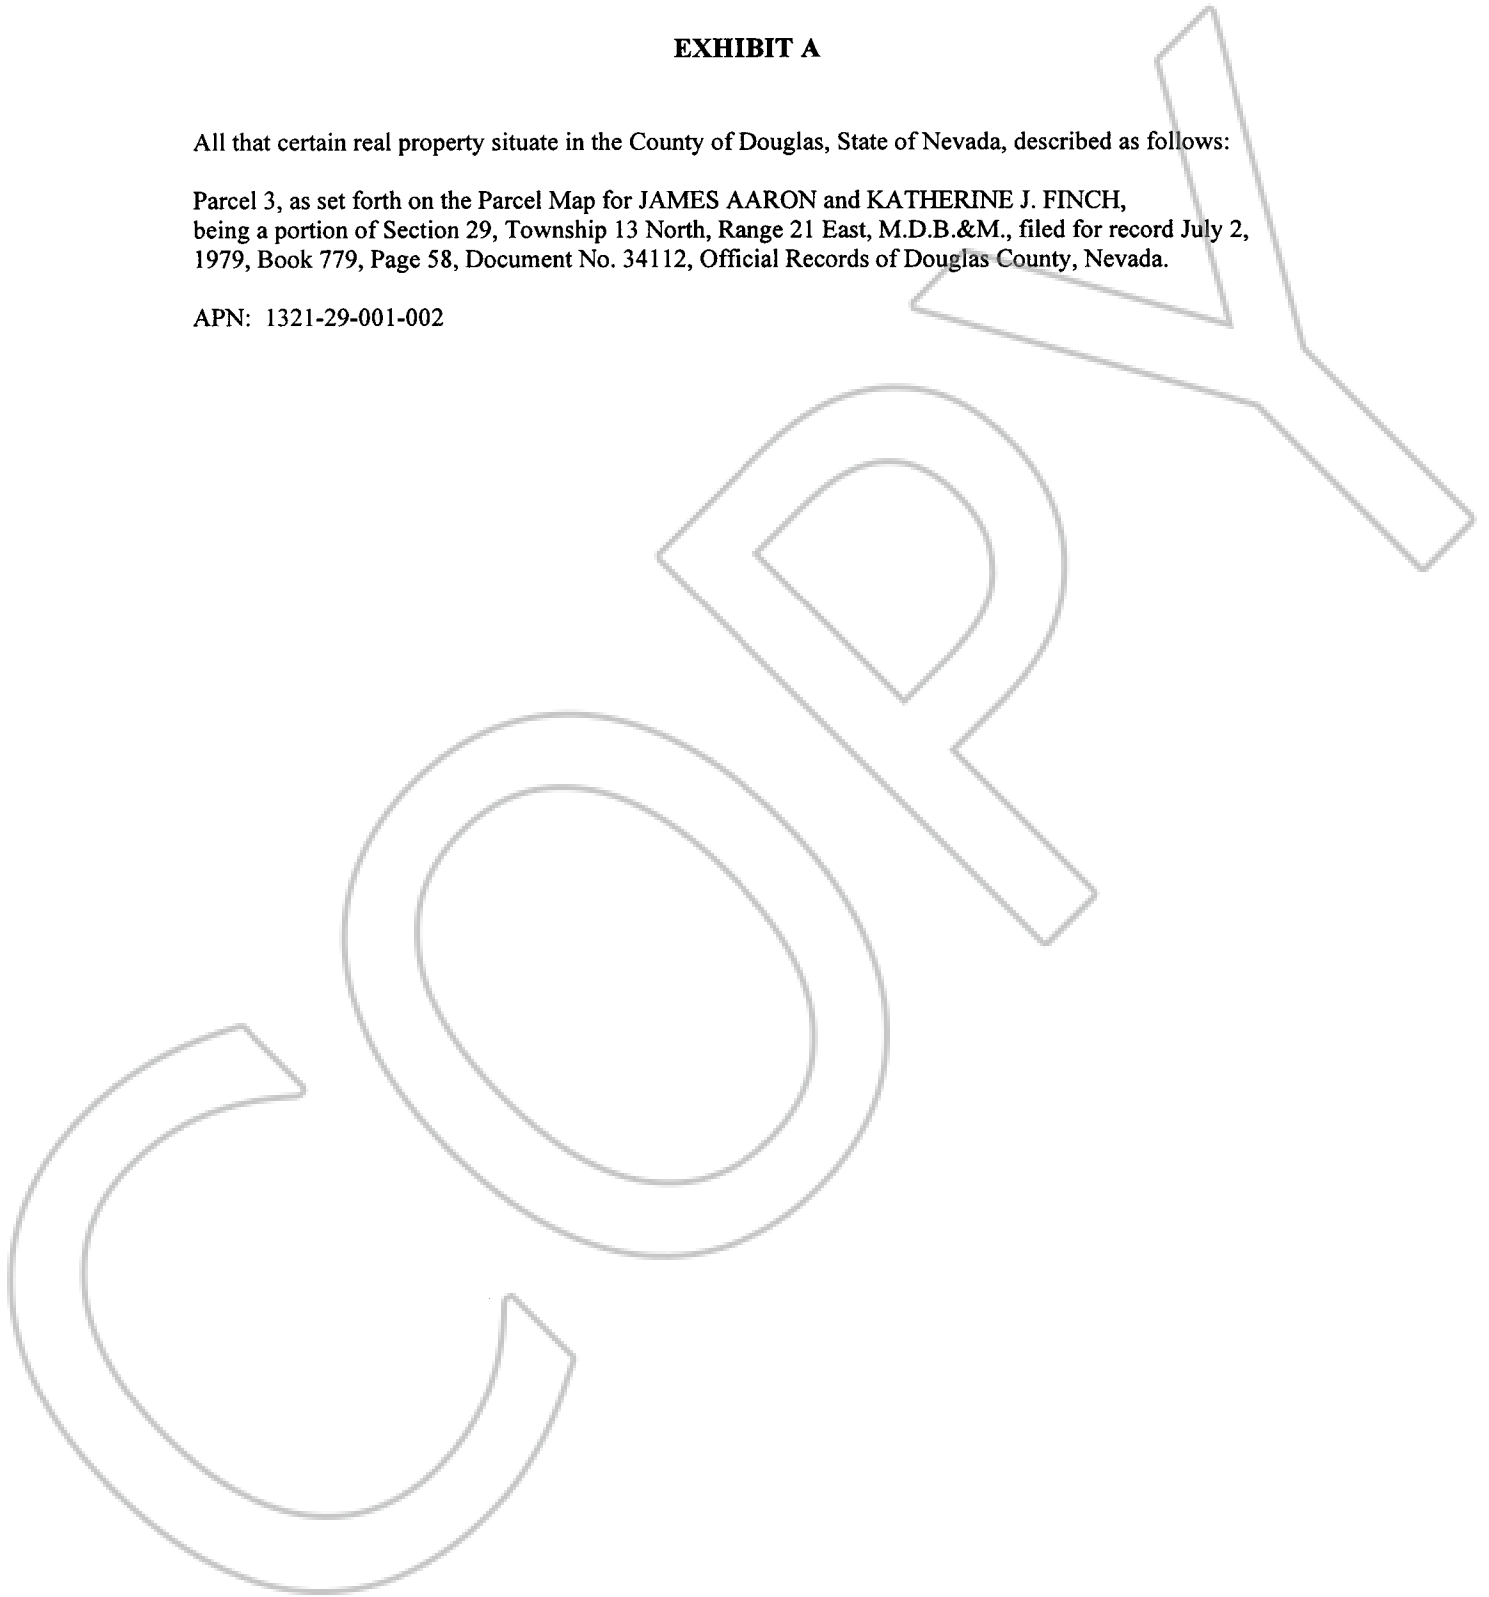 EXHIBIT A
All that certain real property situate in the County of Douglas, State of Nevada, described as follows:
Parcel 3, as set forth on the Parcel Map for JAMES AARON and KATHERINE J. FINCH,
being a portion of Section 29, Township 13 North, Range 21 East, M.D.B.&M., filed for record July 2,
1979, Book 779, Page 58, Document No. 34112, Official Records of Douglas County, Nevada.
APN: 1321-29-001-002
COPY